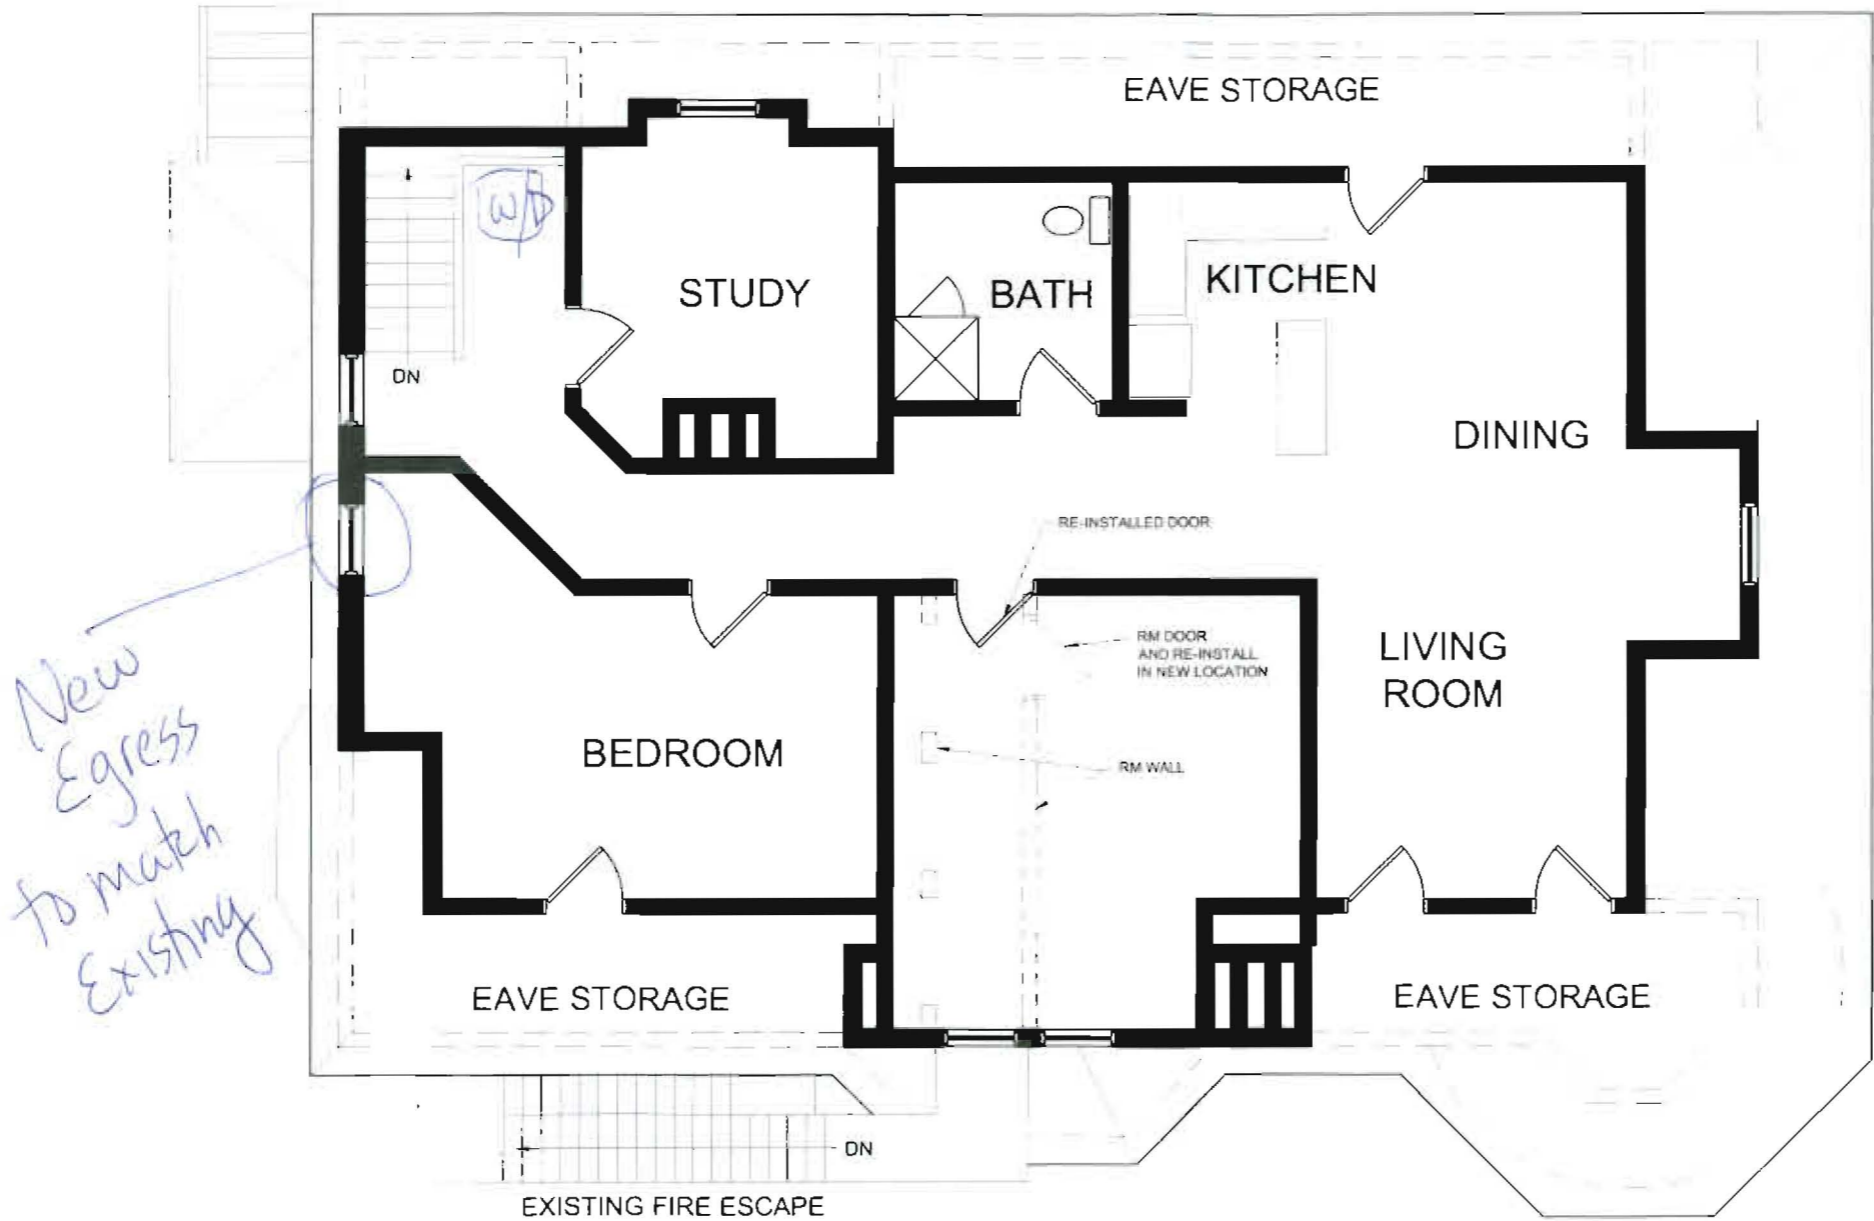 EAVE STORAGE
W/D
STUDY
BATH
KITCHEN
DN
DINING
RE-INSTALLED DOOR
RM DOOR
AND RE-INSTALL
IN NEW LOCATION
LIVING
ROOM
BEDROOM
RM WALL
New
Egress
to match
Existing
EAVE STORAGE
EAVE STORAGE
DN
EXISTING FIRE ESCAPE